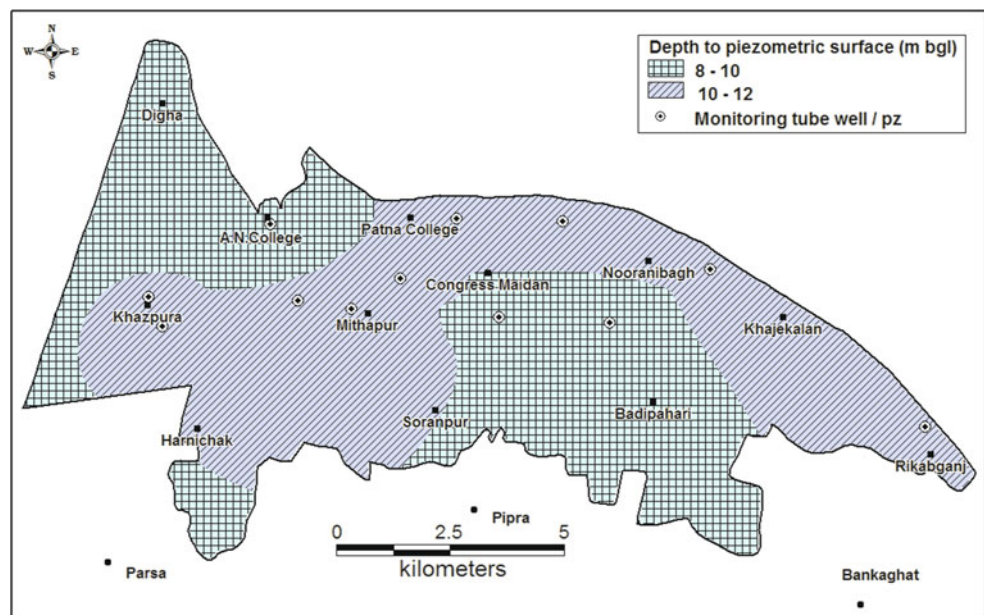 N
W E
S
Depth to piezometric surface (m bgl)
8 - 10
10 - 12
Monitoring tube well / pz
Digha
A.N.College
Patna College
Nooranibagh
Congress Maidan
Khazpura
Mithapur
Khajekalan
Soranpur
Badipahari
Harnichak
Rikabganj
Pipra
0 2.5 5
kilometers
Parsa
Bankaghat